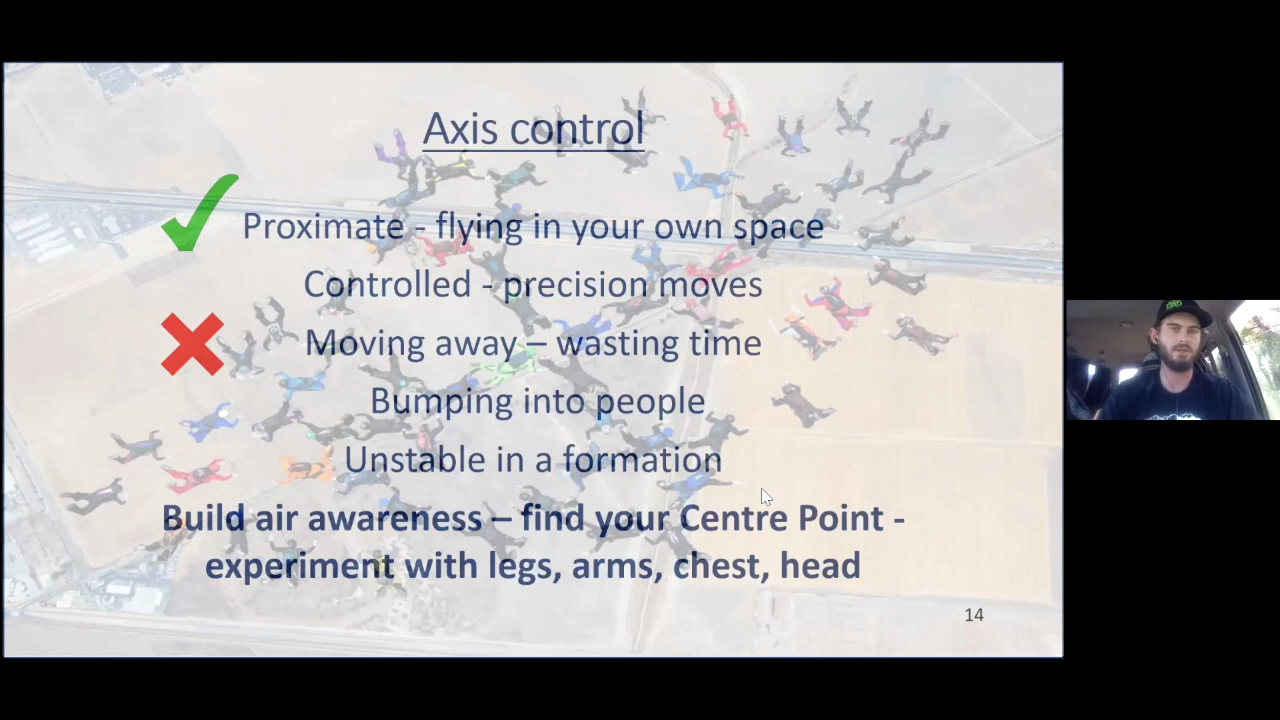 Axis control
Proximate - flying in your own space
Controlled - precision moves
Moving away – wasting time
Bumping into people
Unstable in a formation
Build air awareness – find your Centre Point -
experiment with legs, arms, chest, head
14